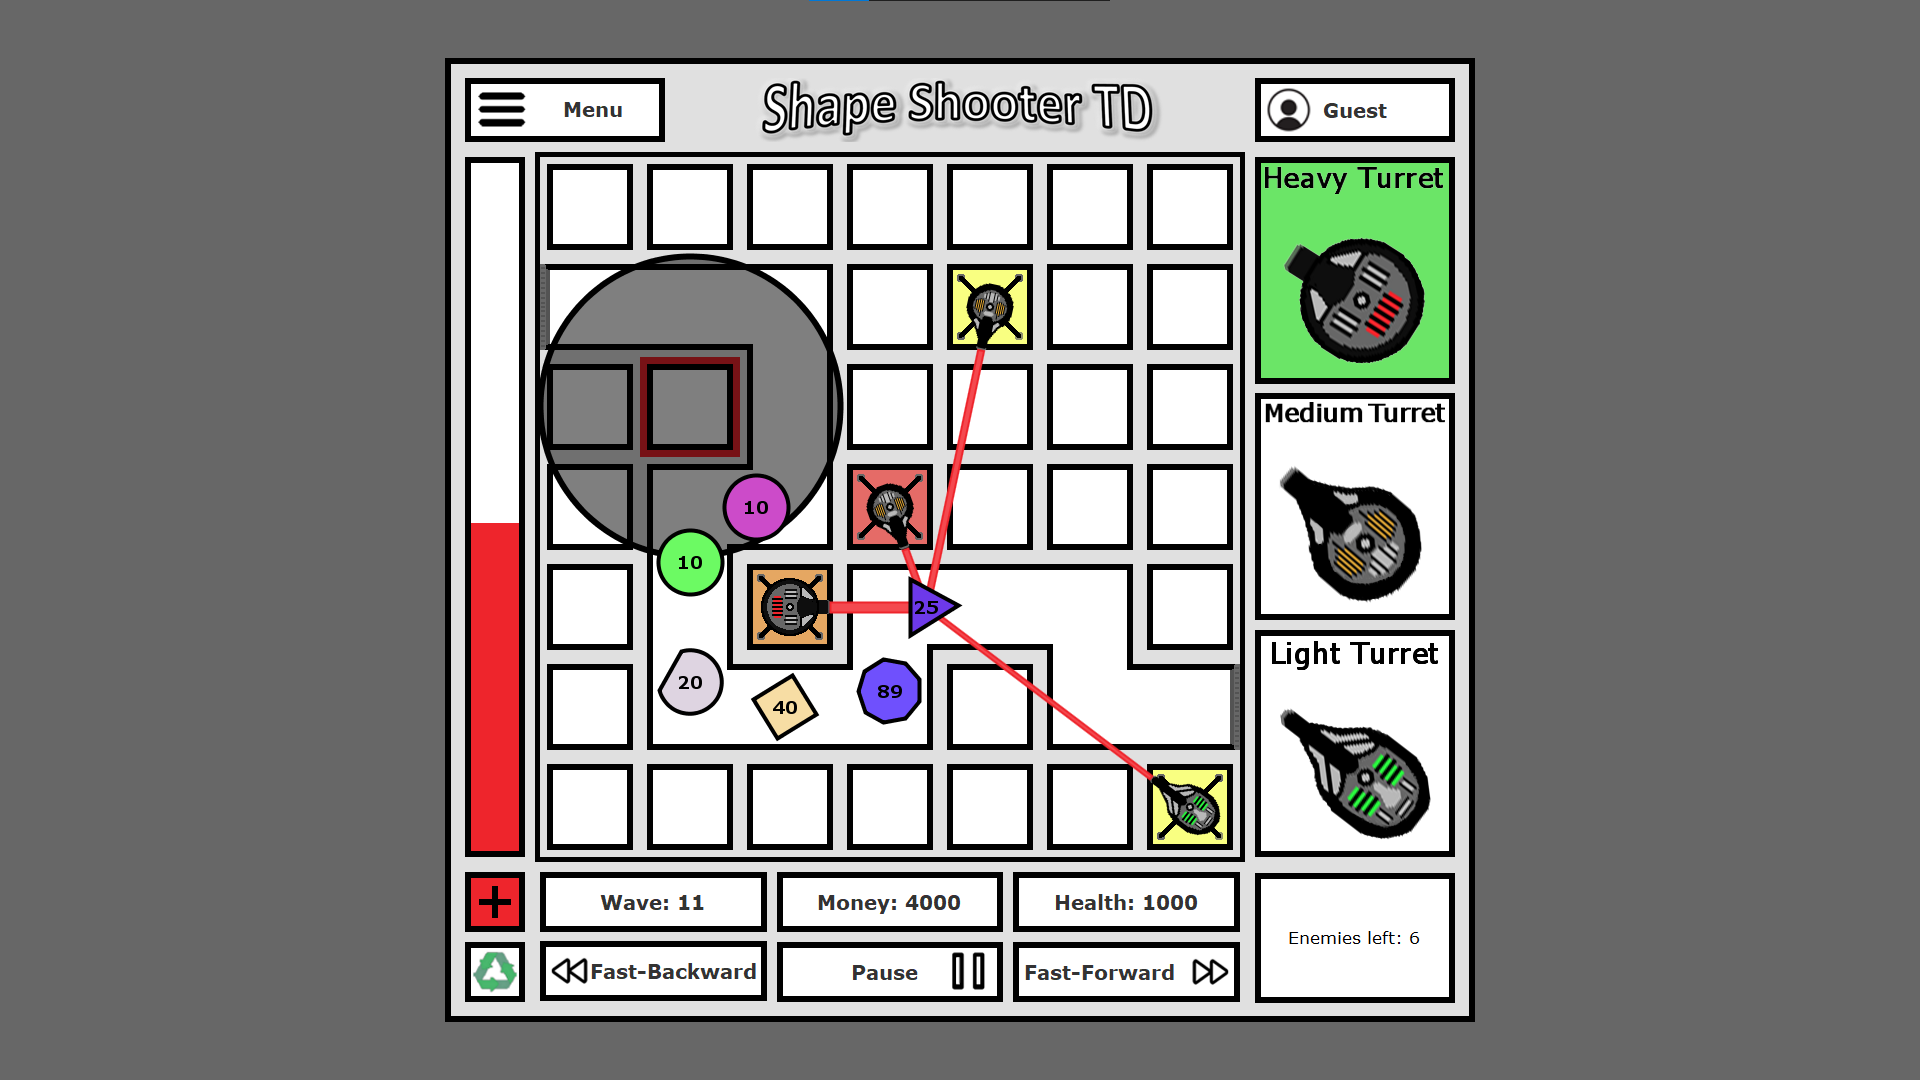 Menu
Shape Shooter TD
Guest
Heavy Turret
Medium Turret
Light Turret
10
10
25
20
40
89
Wave: 11
Money: 4000
Health: 1000
Enemies left: 6
Fast-Backward
Pause
Fast-Forward